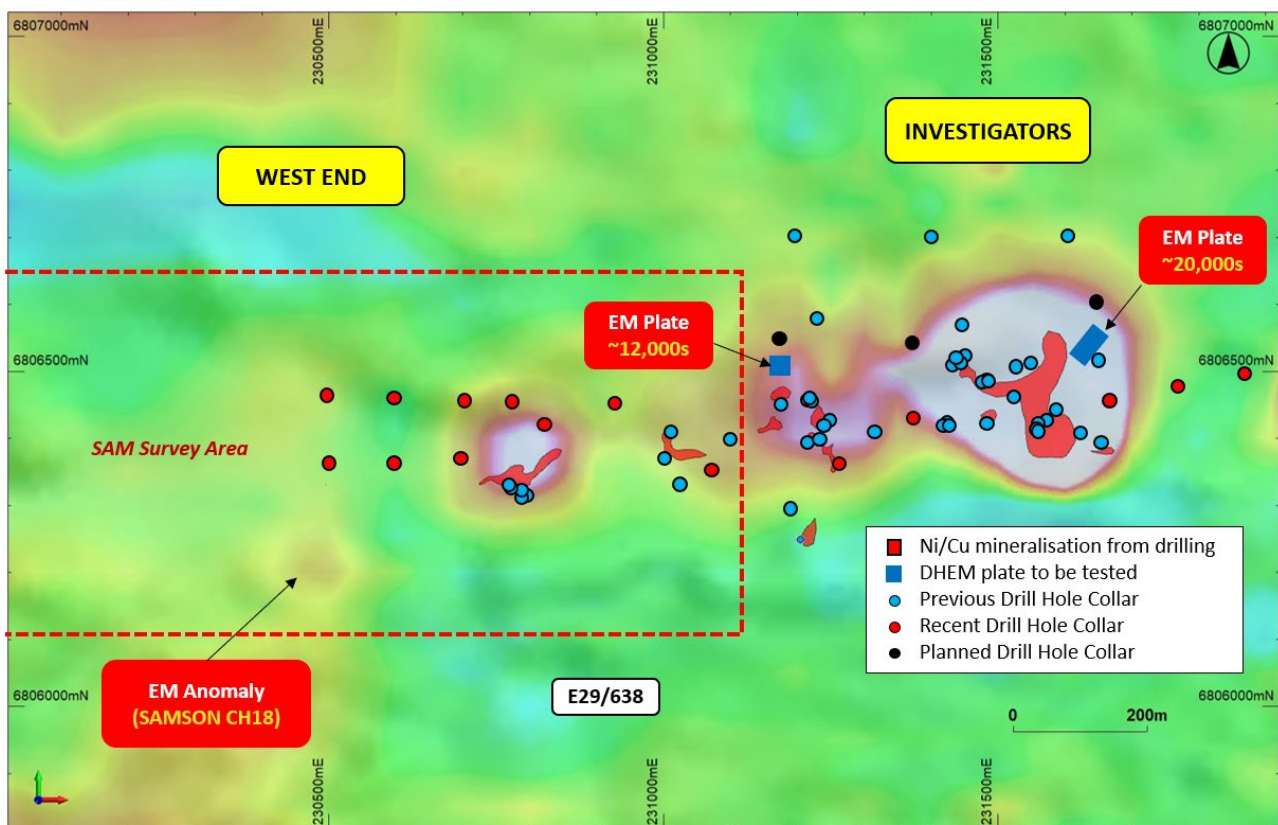 6807000mN
230500mE
231000mE
231500mE
6807000mN
WEST END
INVESTIGATORS
EM Plate
~20,000s
EM Plate
~12,000s
6806500mN
6806500mN
SAM Survey Area
Ni/Cu mineralisation from drilling
DHEM plate to be tested
Previous Drill Hole Collar
Recent Drill Hole Collar
Planned Drill Hole Collar
EM Anomaly
(SAMSON CH18)
E29/638
6806000mN
6806000mN
0 200m
230500mE
231000mE
231500mE